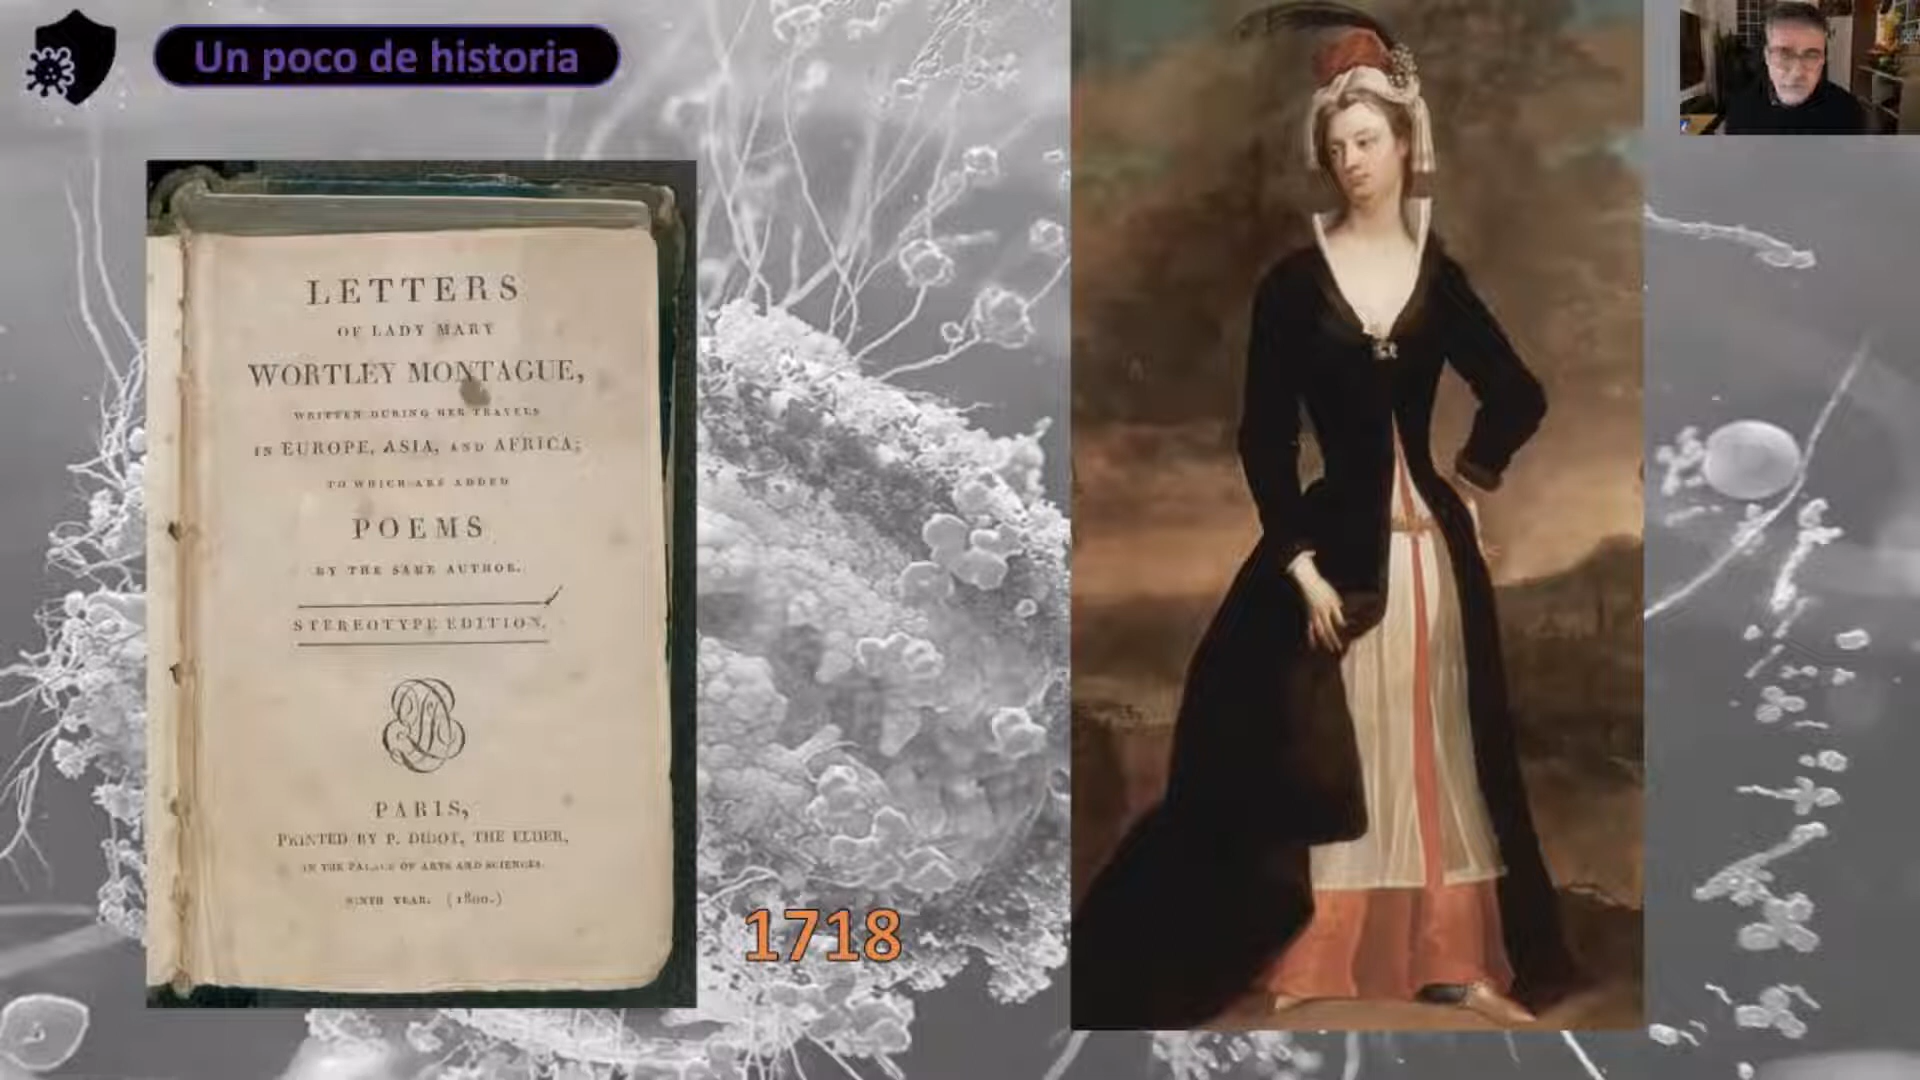 Un poco de historia
LETTERS
OF LADY MARY
WORTLEY MONTAGUE,
WRITTEN DURING HER TRAVELS
IN EUROPE, ASIA, AND AFRICA;
TO WHICH ARE ADDED
POEMS
BY THE SAME AUTHOR.
STEREOTYPE EDITION.
PARIS,
PRINTED BY P. DIDOT, THE ELDER,
IN THE PALACE OF ARTS AND SCIENCES.
NINTH YEAR. (1800.)
1718